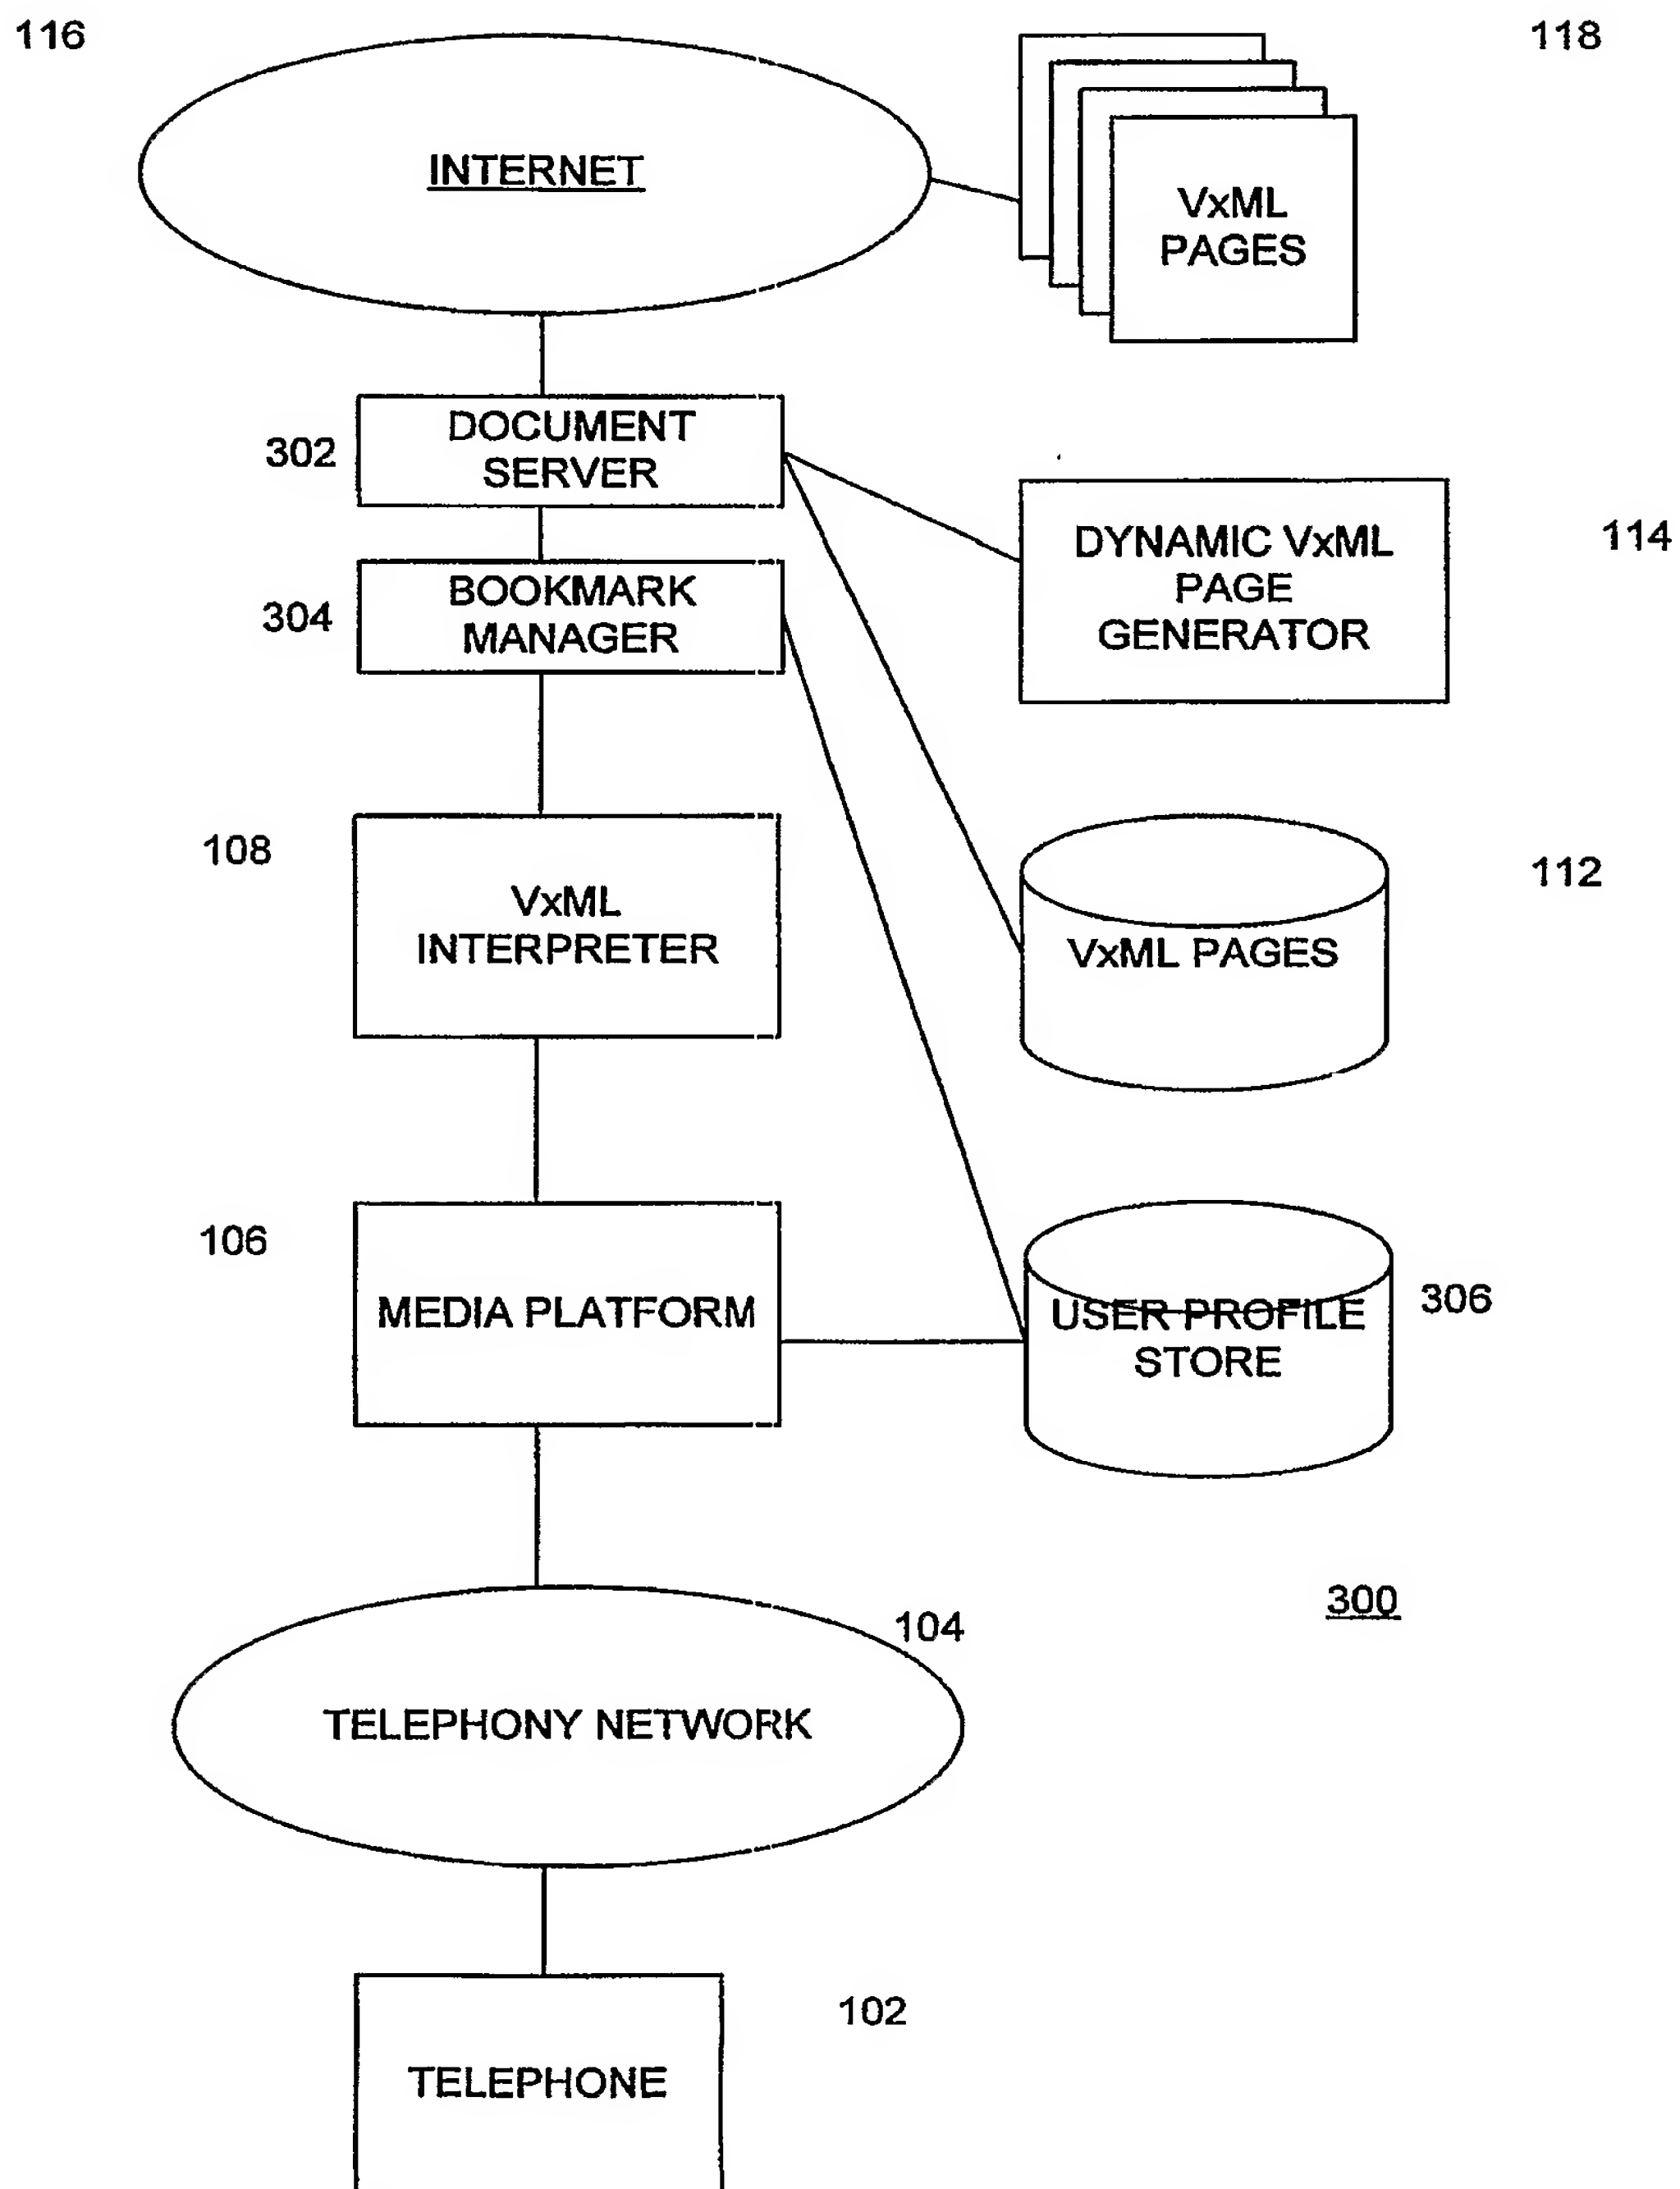 116
118
INTERNET
VxML
PAGES
302
DOCUMENT
SERVER
304
BOOKMARK
MANAGER
DYNAMIC VxML
PAGE
GENERATOR
114
108
VxML
INTERPRETER
112
VxML PAGES
106
MEDIA PLATFORM
USER PROFILE
STORE
306
300
104
TELEPHONY NETWORK
102
TELEPHONE